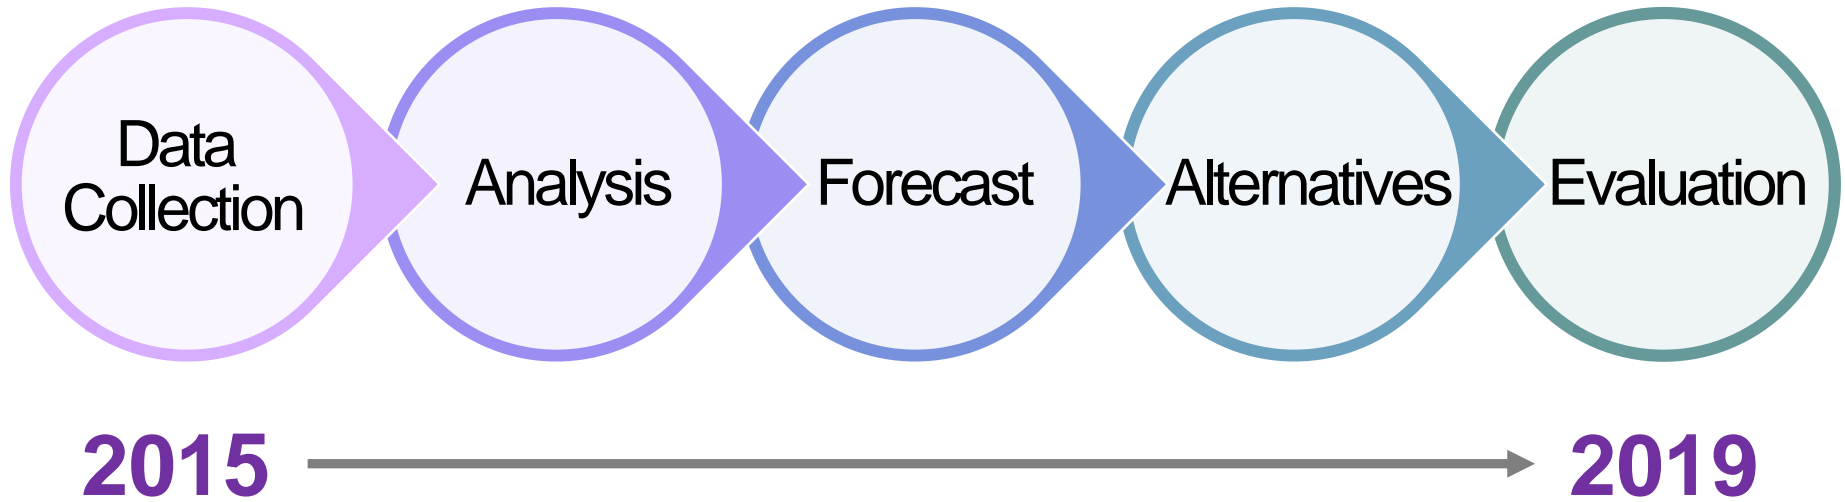 Data
Collection
Analysis
Forecast
Alternatives
Evaluation
2015
2019